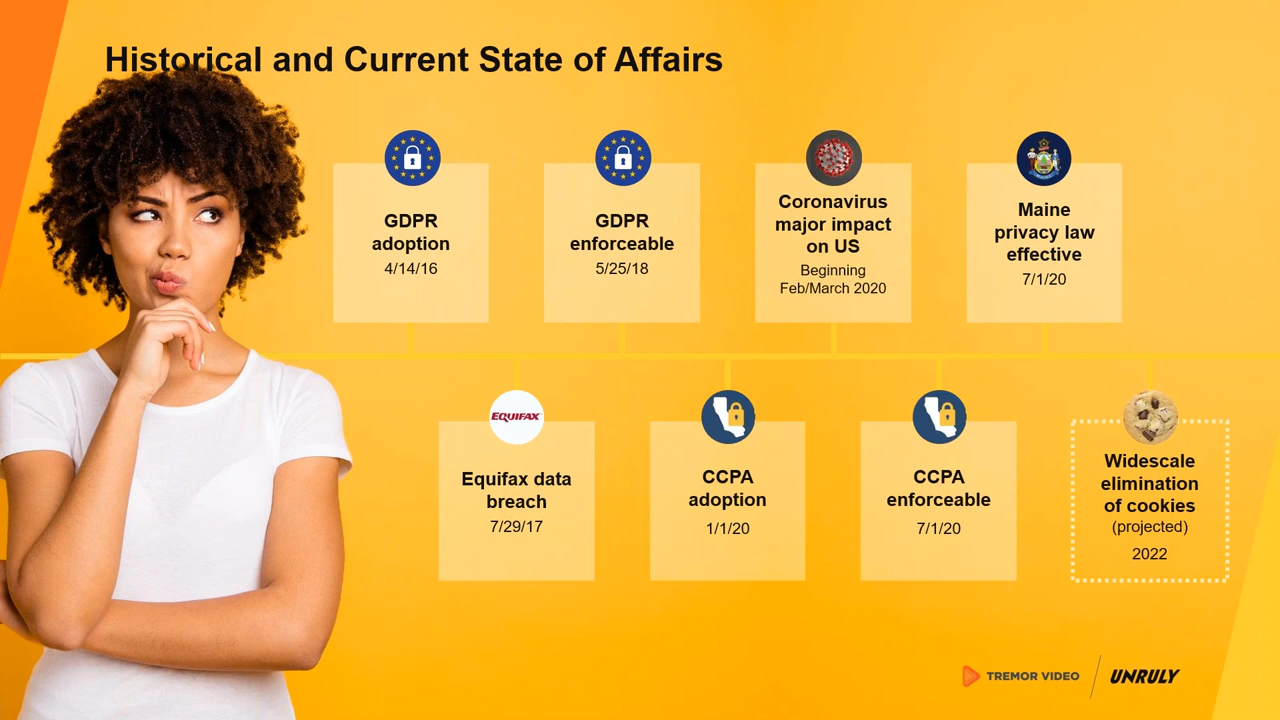 Historical and Current State of Affairs
GDPR
adoption
4/14/16
GDPR
enforceable
5/25/18
Coronavirus
major impact
on US
Beginning
Feb/March 2020
Maine
privacy law
effective
7/1/20
EQUIFAX
Equifax data
breach
7/29/17
CCPA
adoption
1/1/20
CCPA
enforceable
7/1/20
Widescale
elimination
of cookies
(projected)
2022
TREMOR VIDEO
UNRULY